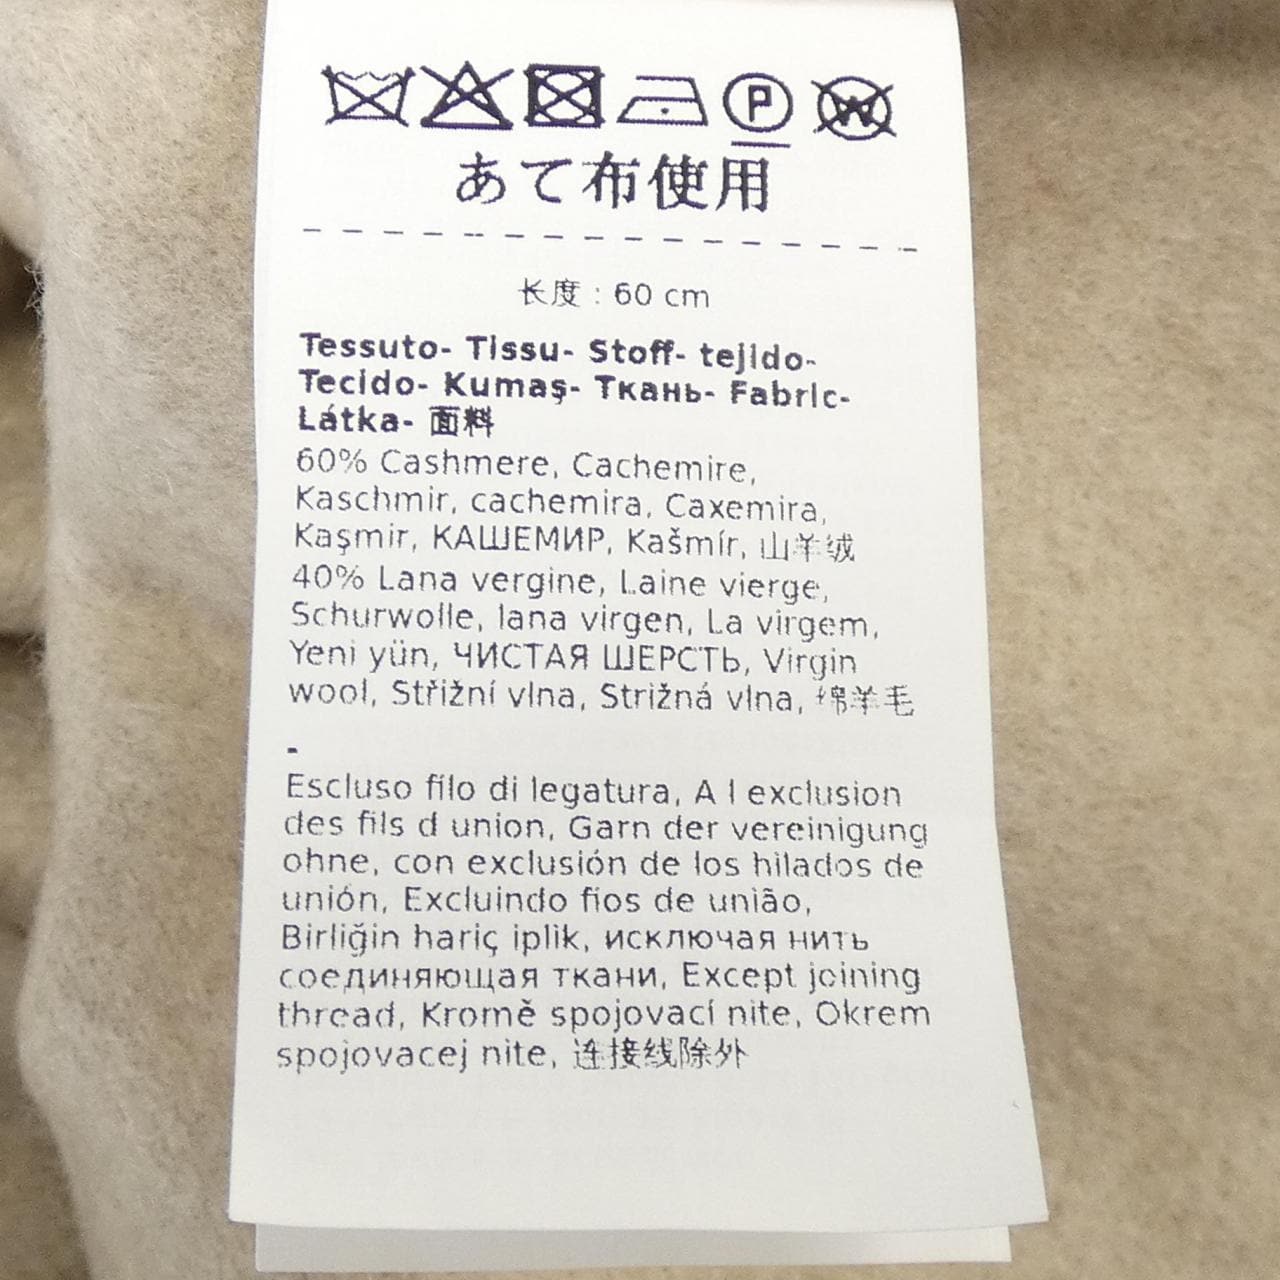 P W
あて布使用
长度 : 60 cm
Tessuto- Tissu- Stoff- tejido-
Tecido- Kumaş- Ткань- Fabric-
Látka- 面料
60% Cashmere, Cachemire,
Kaschmir, cachemira, Caxemira,
Kaşmir, КАШЕМИР, Kašmír, 山羊绒
40% Lana vergine, Laine vierge,
Schurwolle, lana virgen, La virgem,
Yeni yün, ЧИСТАЯ ШЕРСТЬ, Virgin
wool, Střižní vlna, Strižná vlna, 绵羊毛
-
Escluso filo di legatura, A l exclusion
des fils d union, Garn der vereinigung
ohne, con exclusión de los hilados de
unión, Excluindo fios de união,
Birliğin hariç iplik, исключая нить
соединяющая ткани, Except joining
thread, Kromě spojovací nite, Okrem
spojovacej nite, 连接线除外